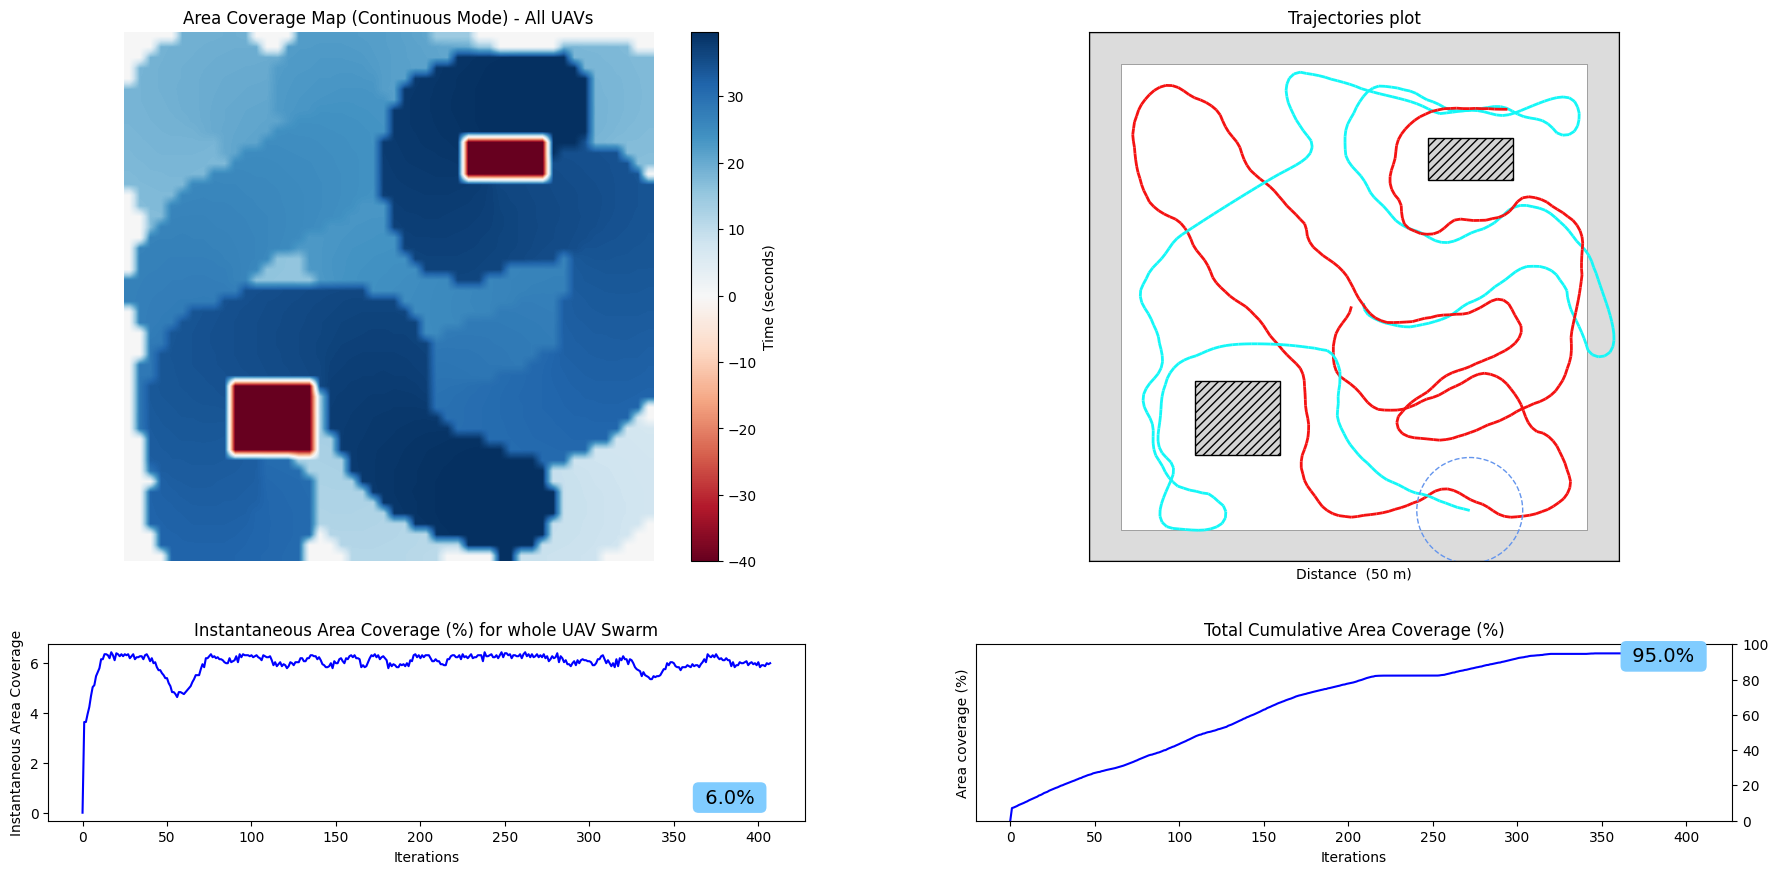 Area Coverage Map (Continuous Mode) - All UAVs
30
20
10
0
−10
−20
−30
−40
Time (seconds)
Trajectories plot
Distance  (50 m)
Instantaneous Area Coverage (%) for whole UAV Swarm
Instantaneous Area Coverage
6
4
2
0
6.0%
0 50 100 150 200 250 300 350 400
Iterations
Total Cumulative Area Coverage (%)
Area coverage (%)
95.0%
100
80
60
40
20
0
0 50 100 150 200 250 300 350 400
Iterations